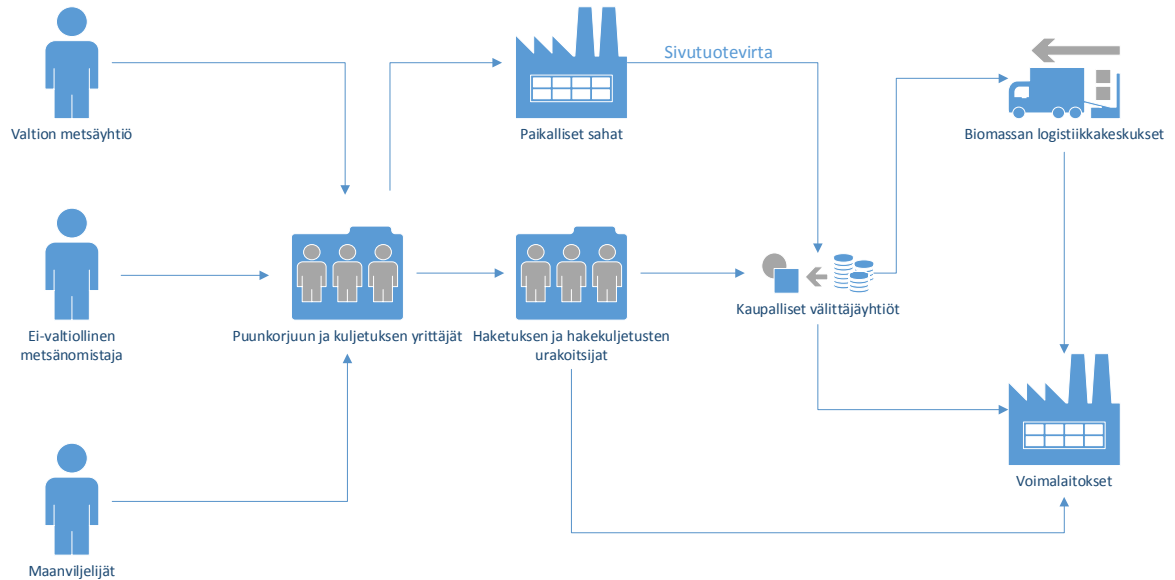 Sivutuotevirta
Valtion metsäyhtiö
Paikalliset sahat
Biomassan logistiikkakeskukset
Kaupalliset välittäjäyhtiöt
Ei-valtiollinen
metsänomistaja
Puunkorjuun ja kuljetuksen yrittäjät
Haketuksen ja hakekuljetusten
urakoitsijat
Voimalaitokset
Maanviljelijät